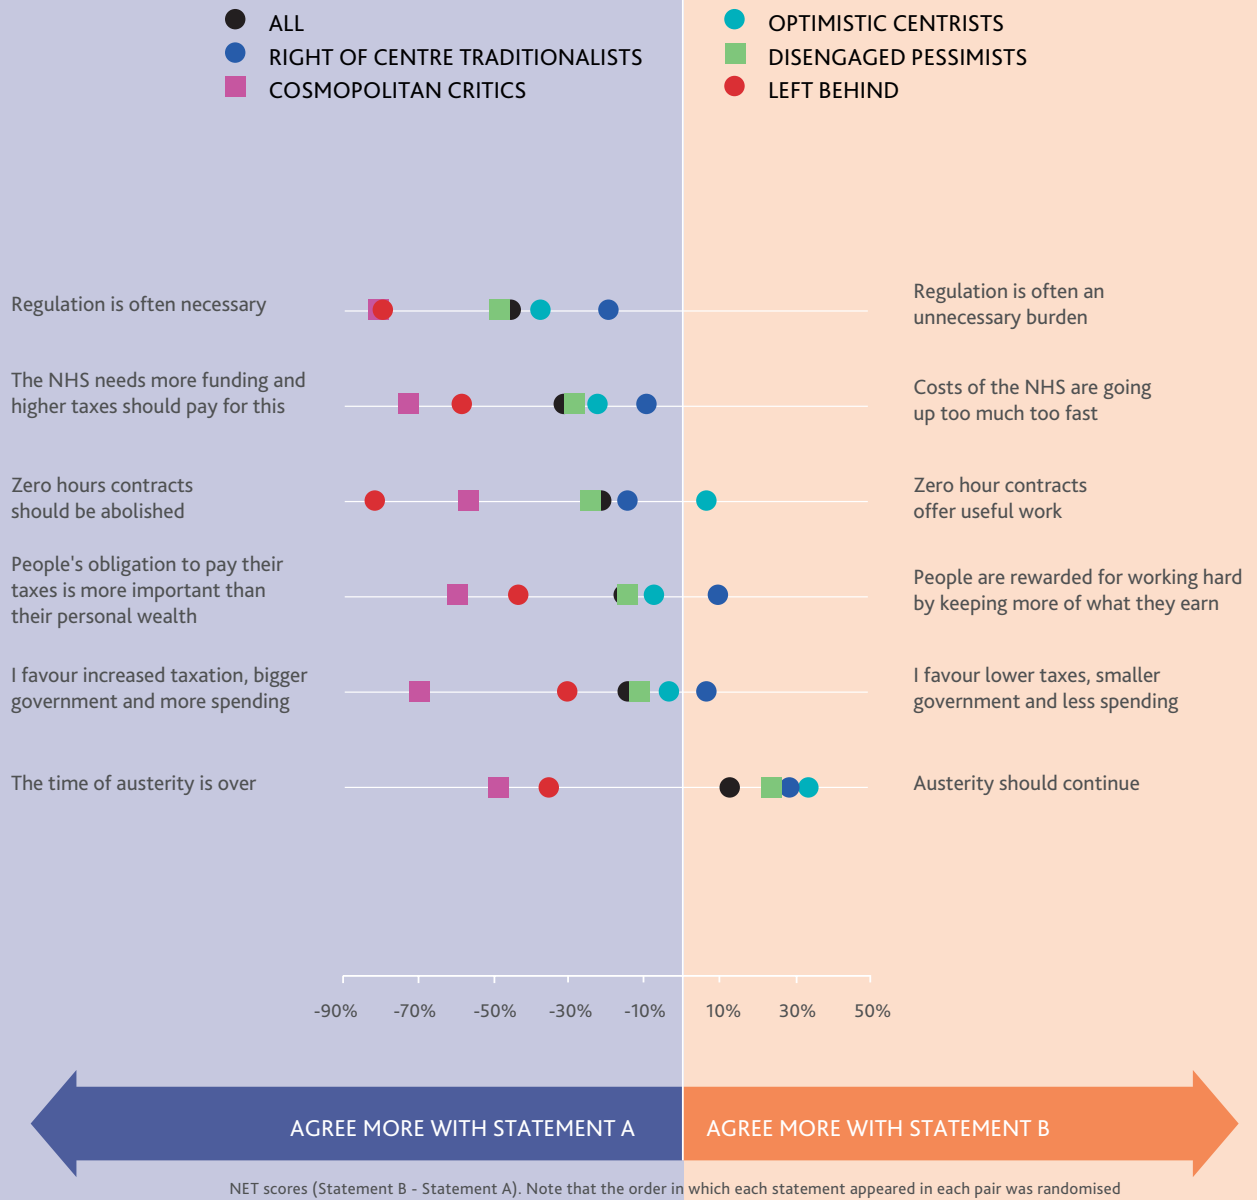 ALL
RIGHT OF CENTRE TRADITIONALISTS
COSMOPOLITAN CRITICS
OPTIMISTIC CENTRISTS
DISENGAGED PESSIMISTS
LEFT BEHIND
Regulation is often necessary
Regulation is often an
unnecessary burden
The NHS needs more funding and
higher taxes should pay for this
Costs of the NHS are going
up too much too fast
Zero hours contracts
should be abolished
Zero hour contracts
offer useful work
People's obligation to pay their
taxes is more important than
their personal wealth
People are rewarded for working hard
by keeping more of what they earn
I favour increased taxation, bigger
government and more spending
I favour lower taxes, smaller
government and less spending
The time of austerity is over
Austerity should continue
-90% -70% -50% -30% -10% 10% 30% 50%
AGREE MORE WITH STATEMENT A
AGREE MORE WITH STATEMENT B
NET scores (Statement B - Statement A). Note that the order in which each statement appeared in each pair was randomised